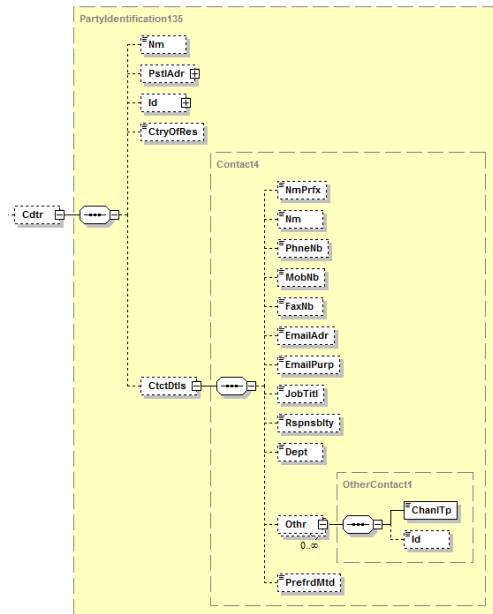 PartyIdentification135
Nm
PstlAdr
Id
CtryOfRes
Contact4
NmPrfx
Cdtr
Nm
PhneNb
MobNb
FaxNb
EmailAdr
EmailPurp
CtctDtls
JobTitl
Rspnsblty
Dept
OtherContact1
ChanlTp
Othr
Id
0..∞
PrefrdMtd